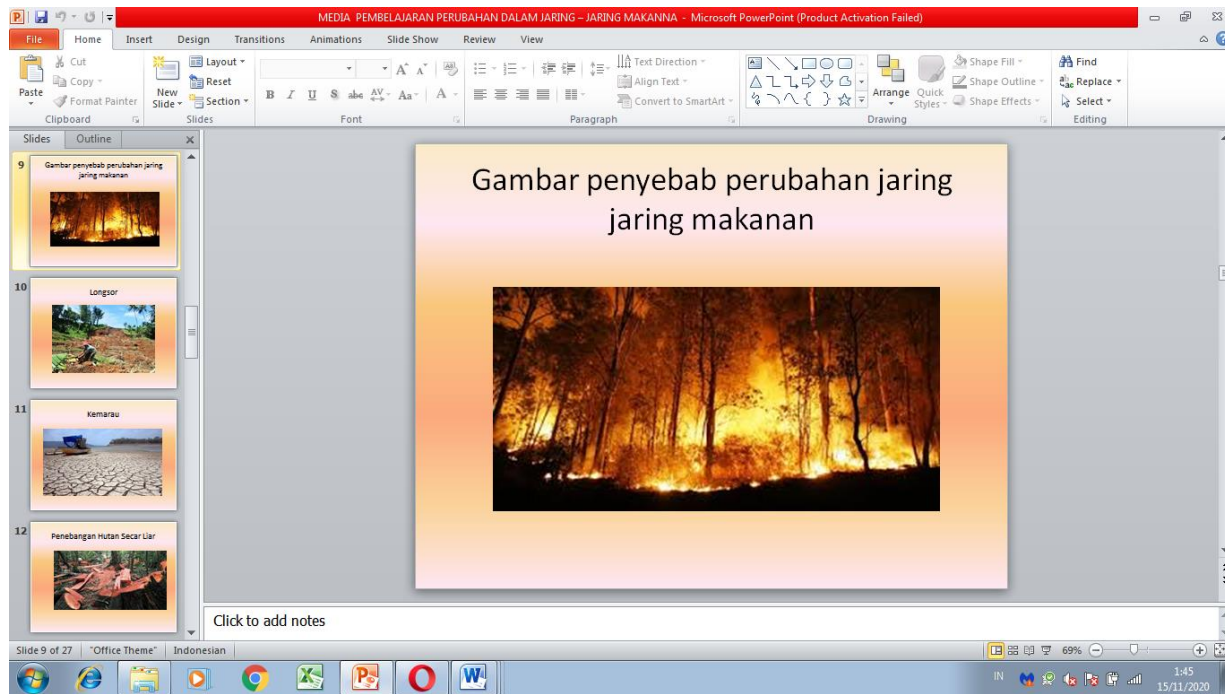 MEDIA PEMBELAJARAN PERUBAHAN DALAM JARING – JARING MAKANNA - Microsoft PowerPoint (Product Activation Failed)
File Home Insert Design Transitions Animations Slide Show Review View
Paste
Cut
Copy
Format Painter
Clipboard
New Slide
Layout
Reset
Section
Slides
B I U S abc AV Aa A
Font
Text Direction
Align Text
Convert to SmartArt
Paragraph
Arrange
Quick Styles
Shape Fill
Shape Outline
Shape Effects
Drawing
Find
Replace
Select
Editing
Slides Outline
9
Gambar penyebab perubahan jaring
jaring makanan
10
Longsor
11
Kemarau
12
Penebangan Hutan Secar Liar
Gambar penyebab perubahan jaring
jaring makanan
Click to add notes
Slide 9 of 27 "Office Theme" Indonesian 69%
IN 1:45
15/11/2020